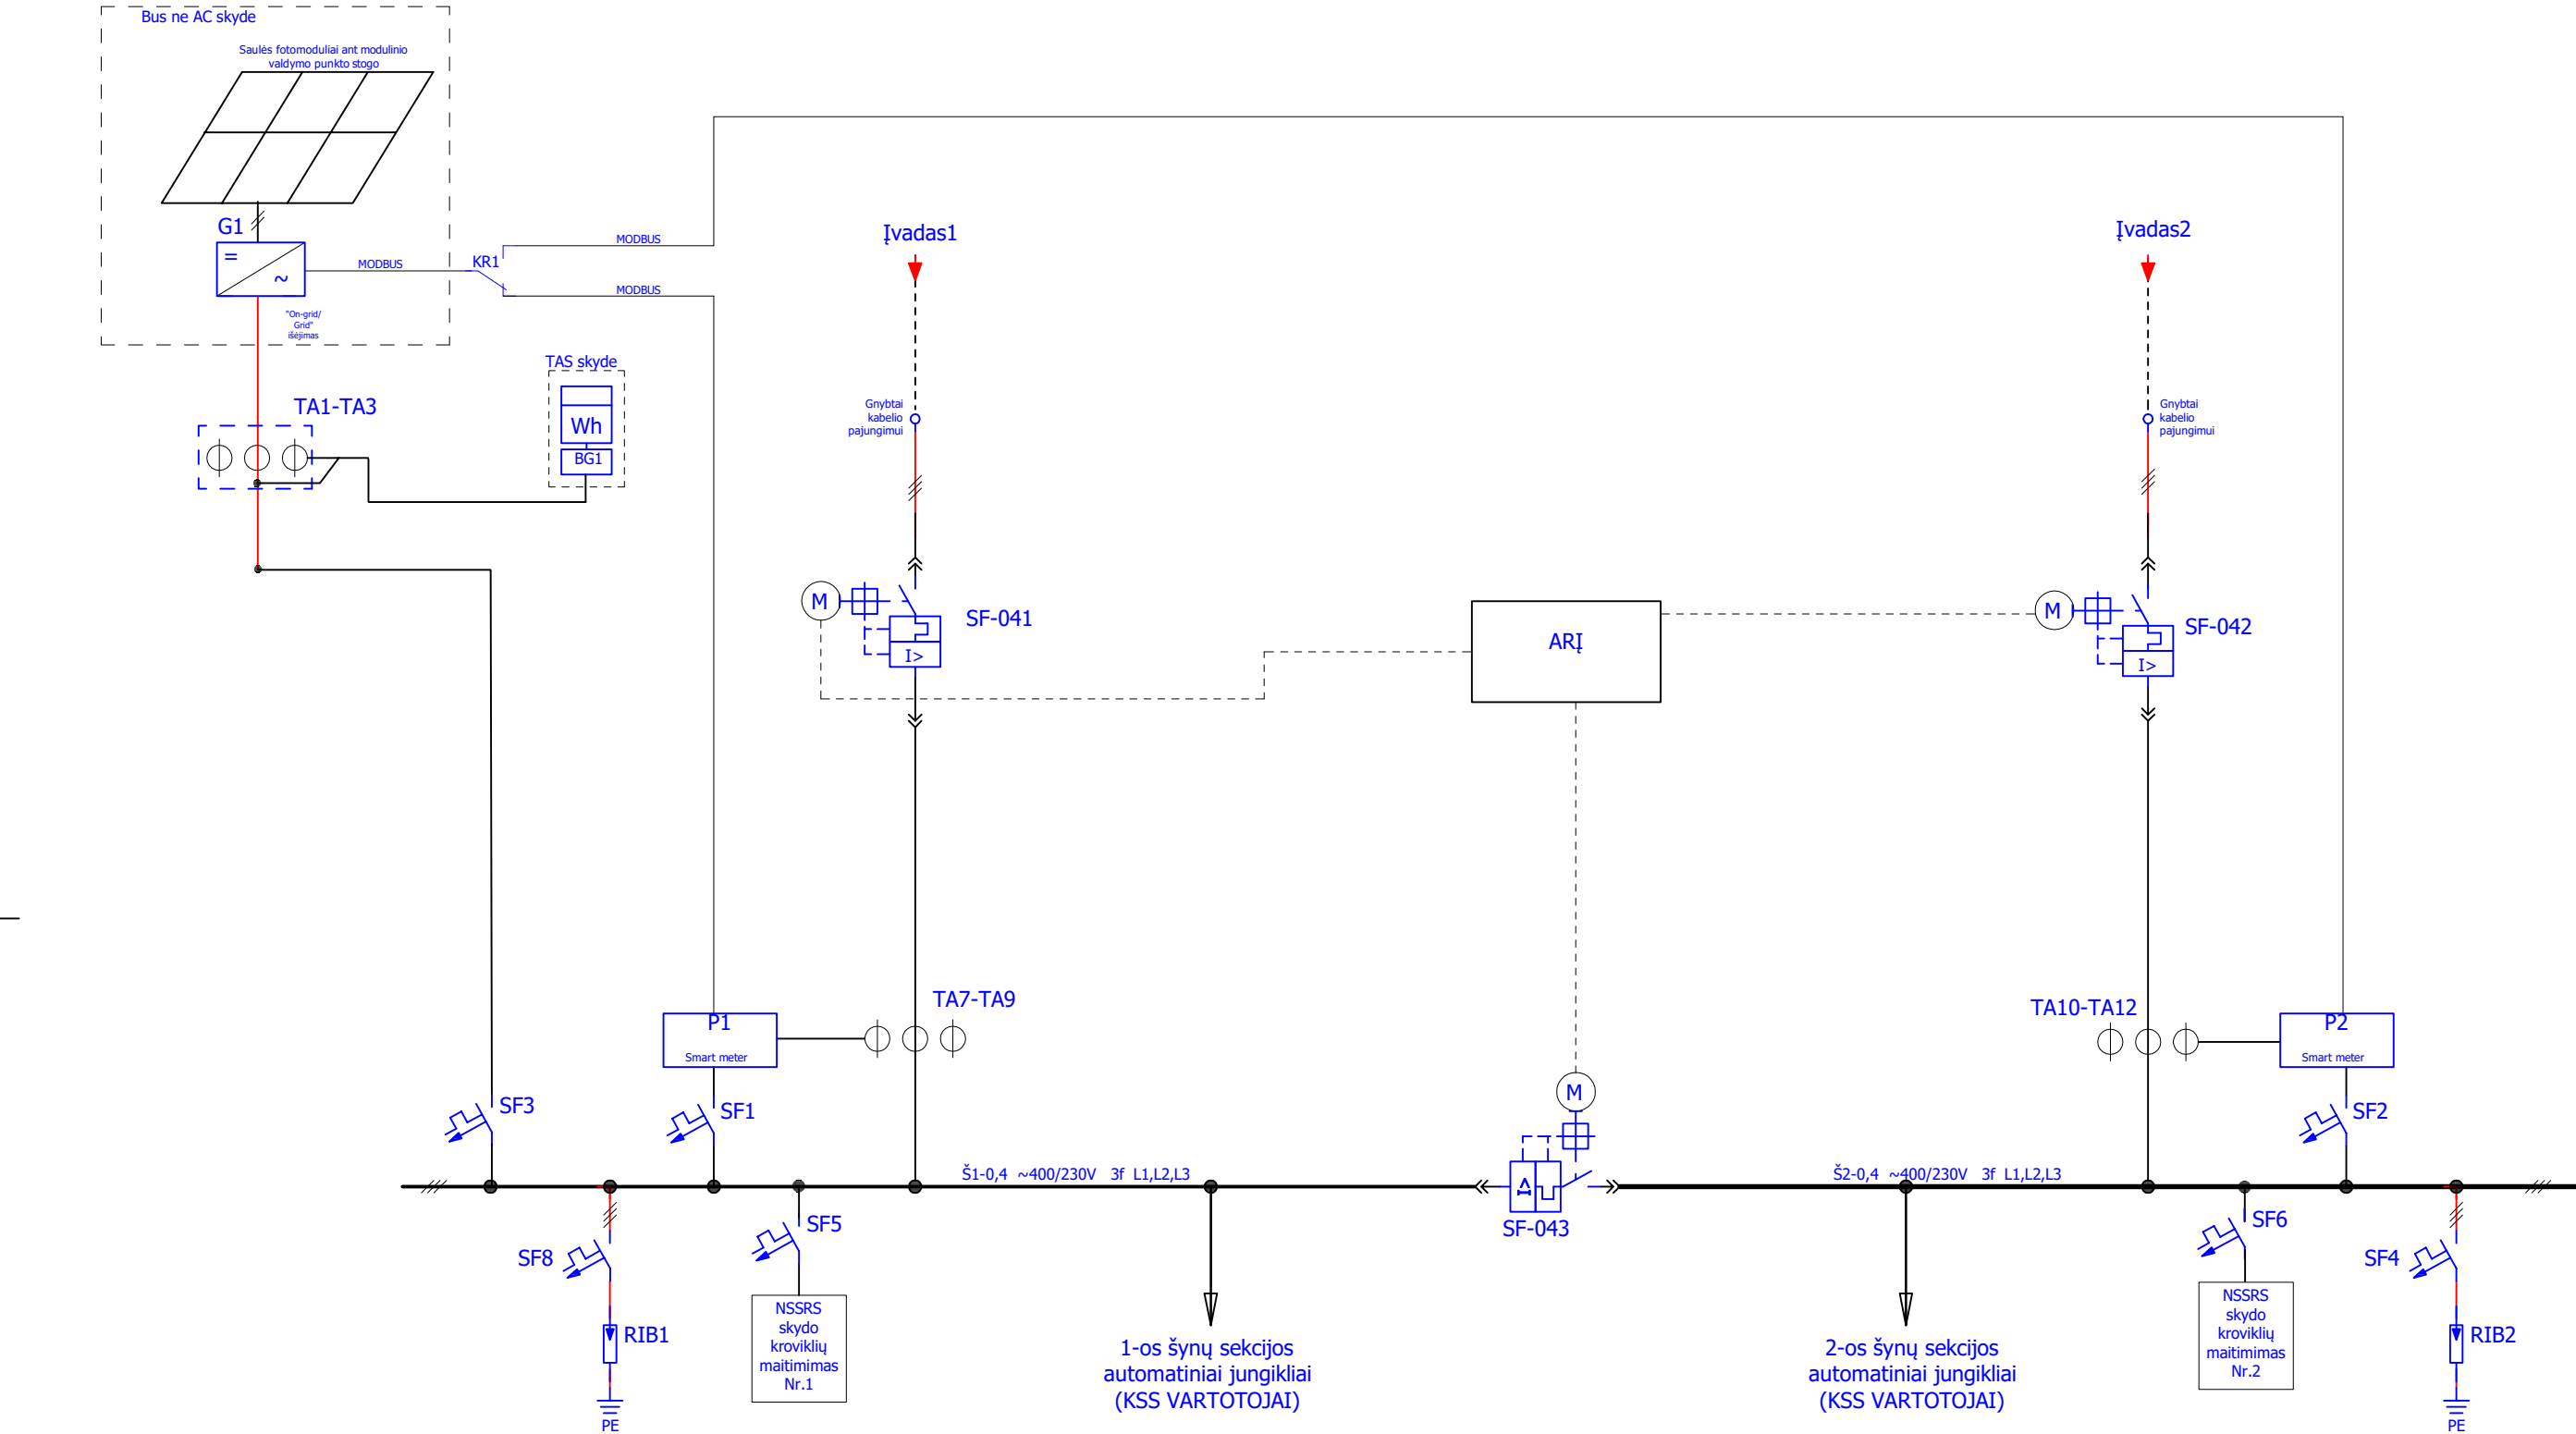 Bus ne AC skyde
Saulės fotomoduliai ant modulinio
valdymo punkto stogo
G1
=
~
"On-grid/
Grid"
išėjimas
MODBUS
KR1
MODBUS
MODBUS
TA1-TA3
TAS skyde
Wh
BG1
Įvadas1
Gnybtai
kabelio
pajungimui
M
I>
SF-041
ARĮ
Įvadas2
Gnybtai
kabelio
pajungimui
M
I>
SF-042
P1
Smart meter
TA7-TA9
TA10-TA12
P2
Smart meter
SF3
SF1
M
SF2
Š1-0,4 ~400/230V 3f L1,L2,L3
I>
SF-043
Š2-0,4 ~400/230V 3f L1,L2,L3
SF8
RIB1
PE
SF5
NSSRS
skydo
kroviklių
maitinimas
Nr.1
1-os šynų sekcijos
automatiniai jungikliai
(KSS VARTOTOJAI)
2-os šynų sekcijos
automatiniai jungikliai
(KSS VARTOTOJAI)
SF6
NSSRS
skydo
kroviklių
maitinimas
Nr.2
SF4
RIB2
PE